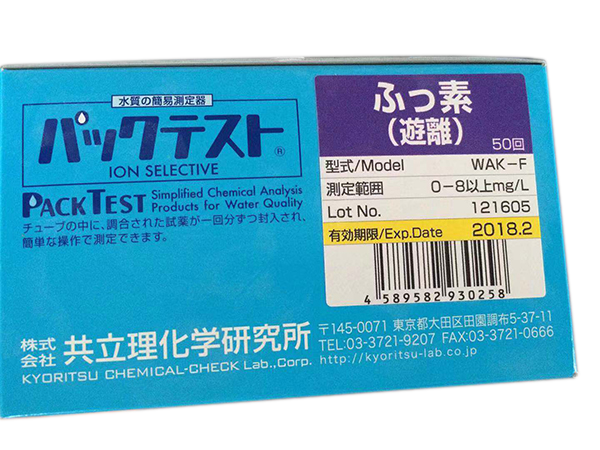 水質の簡易測定器
パックテスト®
ION SELECTIVE
PACKTEST Simplified Chemical Analysis
Products for Water Quality
チューブの中に、調合された試薬が一回分ずつ封入され、
簡単な操作で測定できます。
ふっ素
(遊離)
50回
型式/Model WAK-F
測定範囲 0-8以上mg/L
Lot No. 121605
有効期限/Exp.Date 2018.2
4 589582 930258
株式会社 共立理化学研究所
KYORITSU CHEMICAL-CHECK Lab.,Corp.
〒145-0071 東京都大田区田園調布5-37-11
TEL:03-3721-9207 FAX:03-3721-0666
http://kyoritsu-lab.co.jp